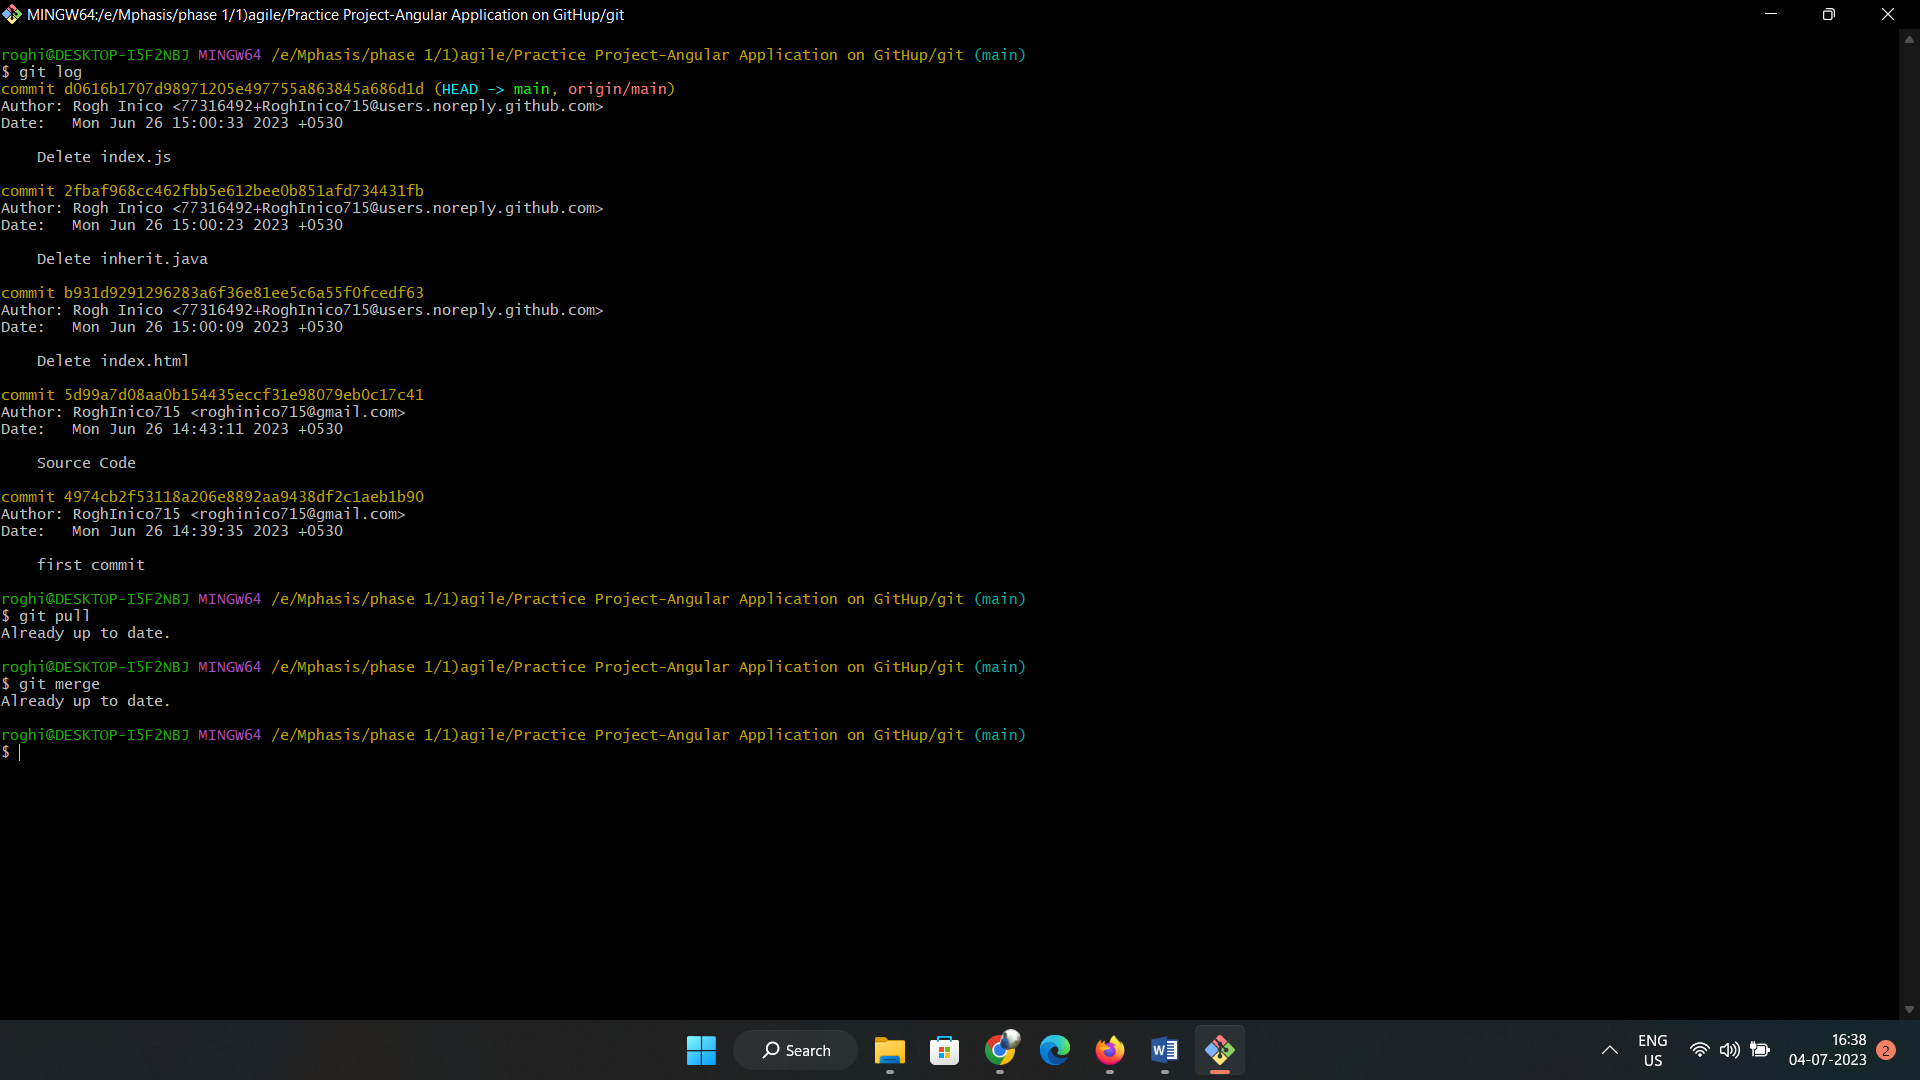 MINGW64:/e/Mphasis/phase 1/1)agile/Practice Project-Angular Application on GitHup/git
roghi@DESKTOP-I5F2NBJ MINGW64 /e/Mphasis/phase 1/1)agile/Practice Project-Angular Application on GitHup/git (main)
$ git log
commit d0616b1707d98971205e497755a863845a686d1d (HEAD -> main, origin/main)
Author: Rogh Inico <77316492+RoghInico715@users.noreply.github.com>
Date:   Mon Jun 26 15:00:33 2023 +0530
Delete index.js
commit 2fbaf968cc462fbb5e612bee0b851afd734431fb
Author: Rogh Inico <77316492+RoghInico715@users.noreply.github.com>
Date:   Mon Jun 26 15:00:23 2023 +0530
Delete inherit.java
commit b931d9291296283a6f36e81ee5c6a55f0fcedf63
Author: Rogh Inico <77316492+RoghInico715@users.noreply.github.com>
Date:   Mon Jun 26 15:00:09 2023 +0530
Delete index.html
commit 5d99a7d08aa0b154435eccf31e98079eb0c17c41
Author: RoghInico715 <roghinico715@gmail.com>
Date:   Mon Jun 26 14:43:11 2023 +0530
Source Code
commit 4974cb2f53118a206e8892aa9438df2c1aeb1b90
Author: RoghInico715 <roghinico715@gmail.com>
Date:   Mon Jun 26 14:39:35 2023 +0530
first commit
roghi@DESKTOP-I5F2NBJ MINGW64 /e/Mphasis/phase 1/1)agile/Practice Project-Angular Application on GitHup/git (main)
$ git pull
Already up to date.
roghi@DESKTOP-I5F2NBJ MINGW64 /e/Mphasis/phase 1/1)agile/Practice Project-Angular Application on GitHup/git (main)
$ git merge
Already up to date.
roghi@DESKTOP-I5F2NBJ MINGW64 /e/Mphasis/phase 1/1)agile/Practice Project-Angular Application on GitHup/git (main)
$
Search
ENG
US
16:38
04-07-2023
2